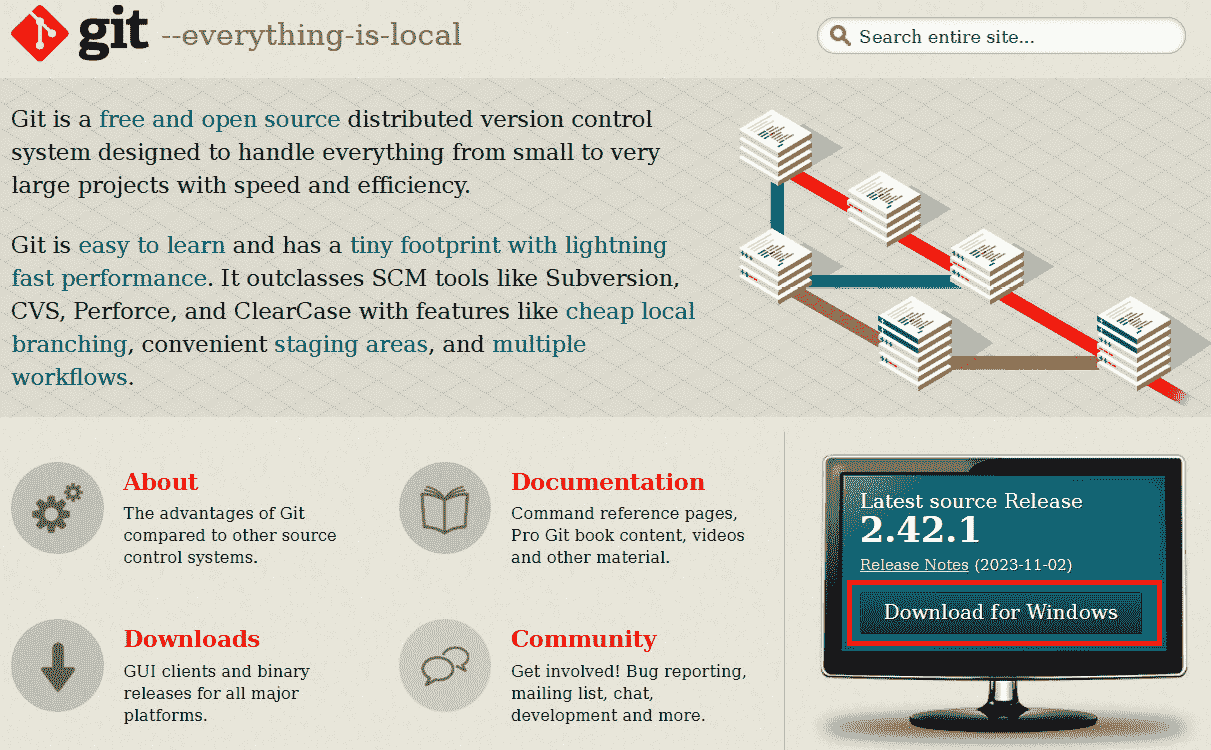 git --everything-is-local
Search entire site...
Git is a free and open source distributed version control
system designed to handle everything from small to very
large projects with speed and efficiency.
Git is easy to learn and has a tiny footprint with lightning
fast performance. It outclasses SCM tools like Subversion,
CVS, Perforce, and ClearCase with features like cheap local
branching, convenient staging areas, and multiple
workflows.
About
The advantages of Git
compared to other source
control systems.
Documentation
Command reference pages,
Pro Git book content, videos
and other material.
Downloads
GUI clients and binary
releases for all major
platforms.
Community
Get involved! Bug reporting,
mailing list, chat,
development and more.
Latest source Release
2.42.1
Release Notes (2023-11-02)
Download for Windows